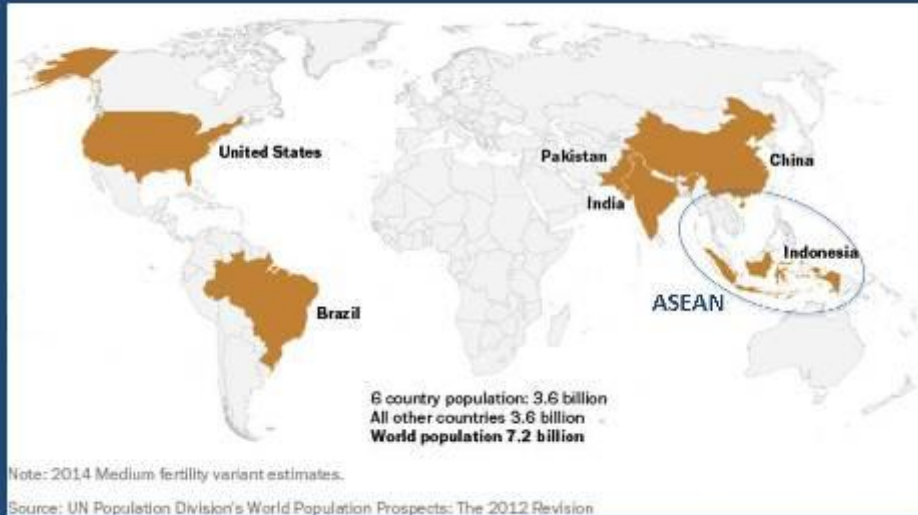 United States
Pakistan
China
India
Indonesia
ASEAN
Brazil
6 country population: 3.6 billion
All other countries 3.6 billion
World population 7.2 billion
Note: 2014 Medium fertility variant estimates.
Source: UN Population Division's World Population Prospects: The 2012 Revision